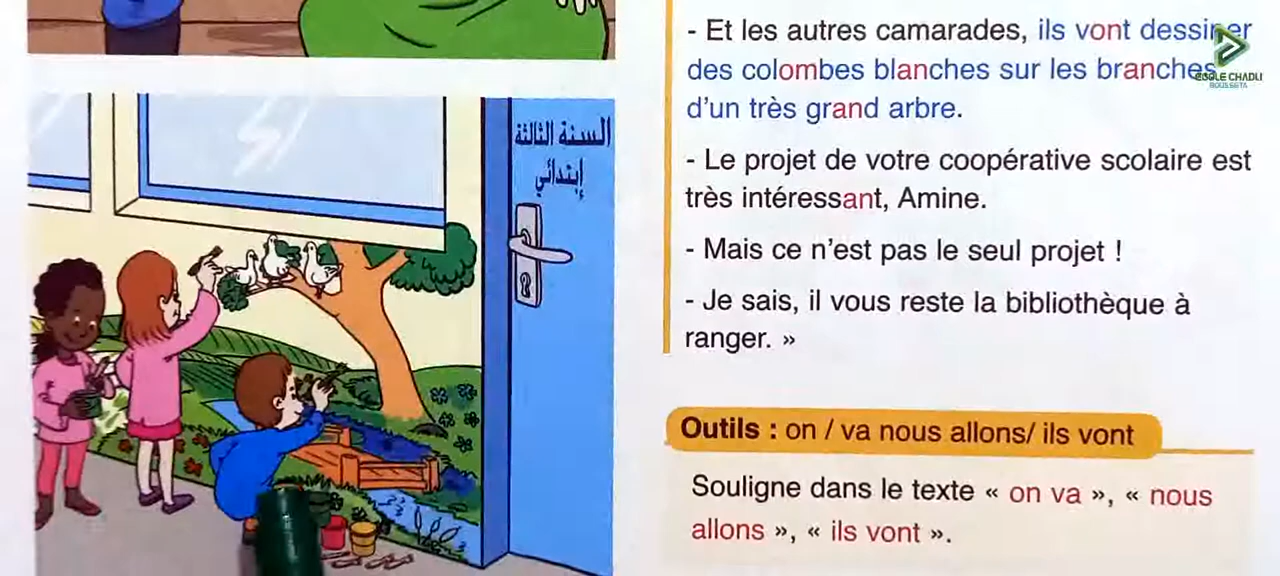 - Et les autres camarades, ils vont dessiner
des colombes blanches sur les branches
d'un très grand arbre.
- Le projet de votre coopérative scolaire est
très intéressant, Amine.
- Mais ce n'est pas le seul projet !
- Je sais, il vous reste la bibliothèque à
ranger. »
Outils : on / va nous allons/ ils vont
Souligne dans le texte « on va », « nous
allons », « ils vont ».
السنة الثالثة
إبتدائي
ECOLE CHADLI
BOUSSETA